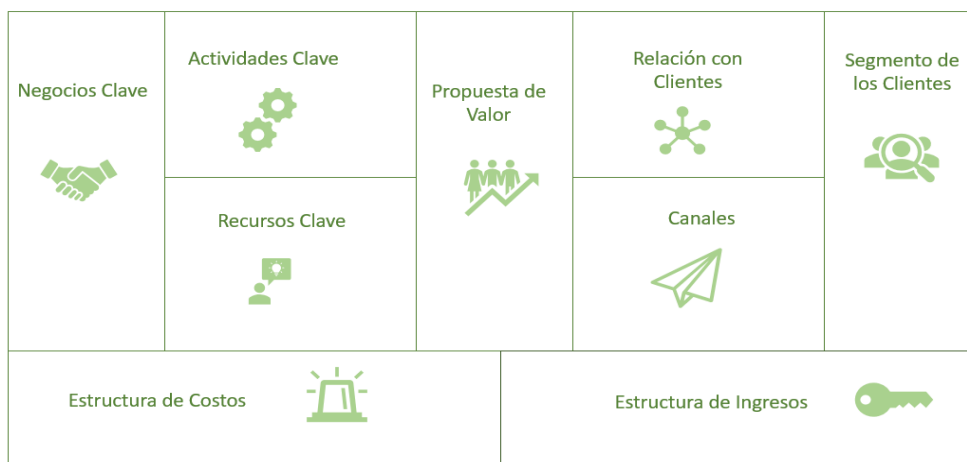 Negocios Clave
Actividades Clave
Recursos Clave
Propuesta de
Valor
Relación con
Clientes
Canales
Segmento de
los Clientes
Estructura de Costos
Estructura de Ingresos